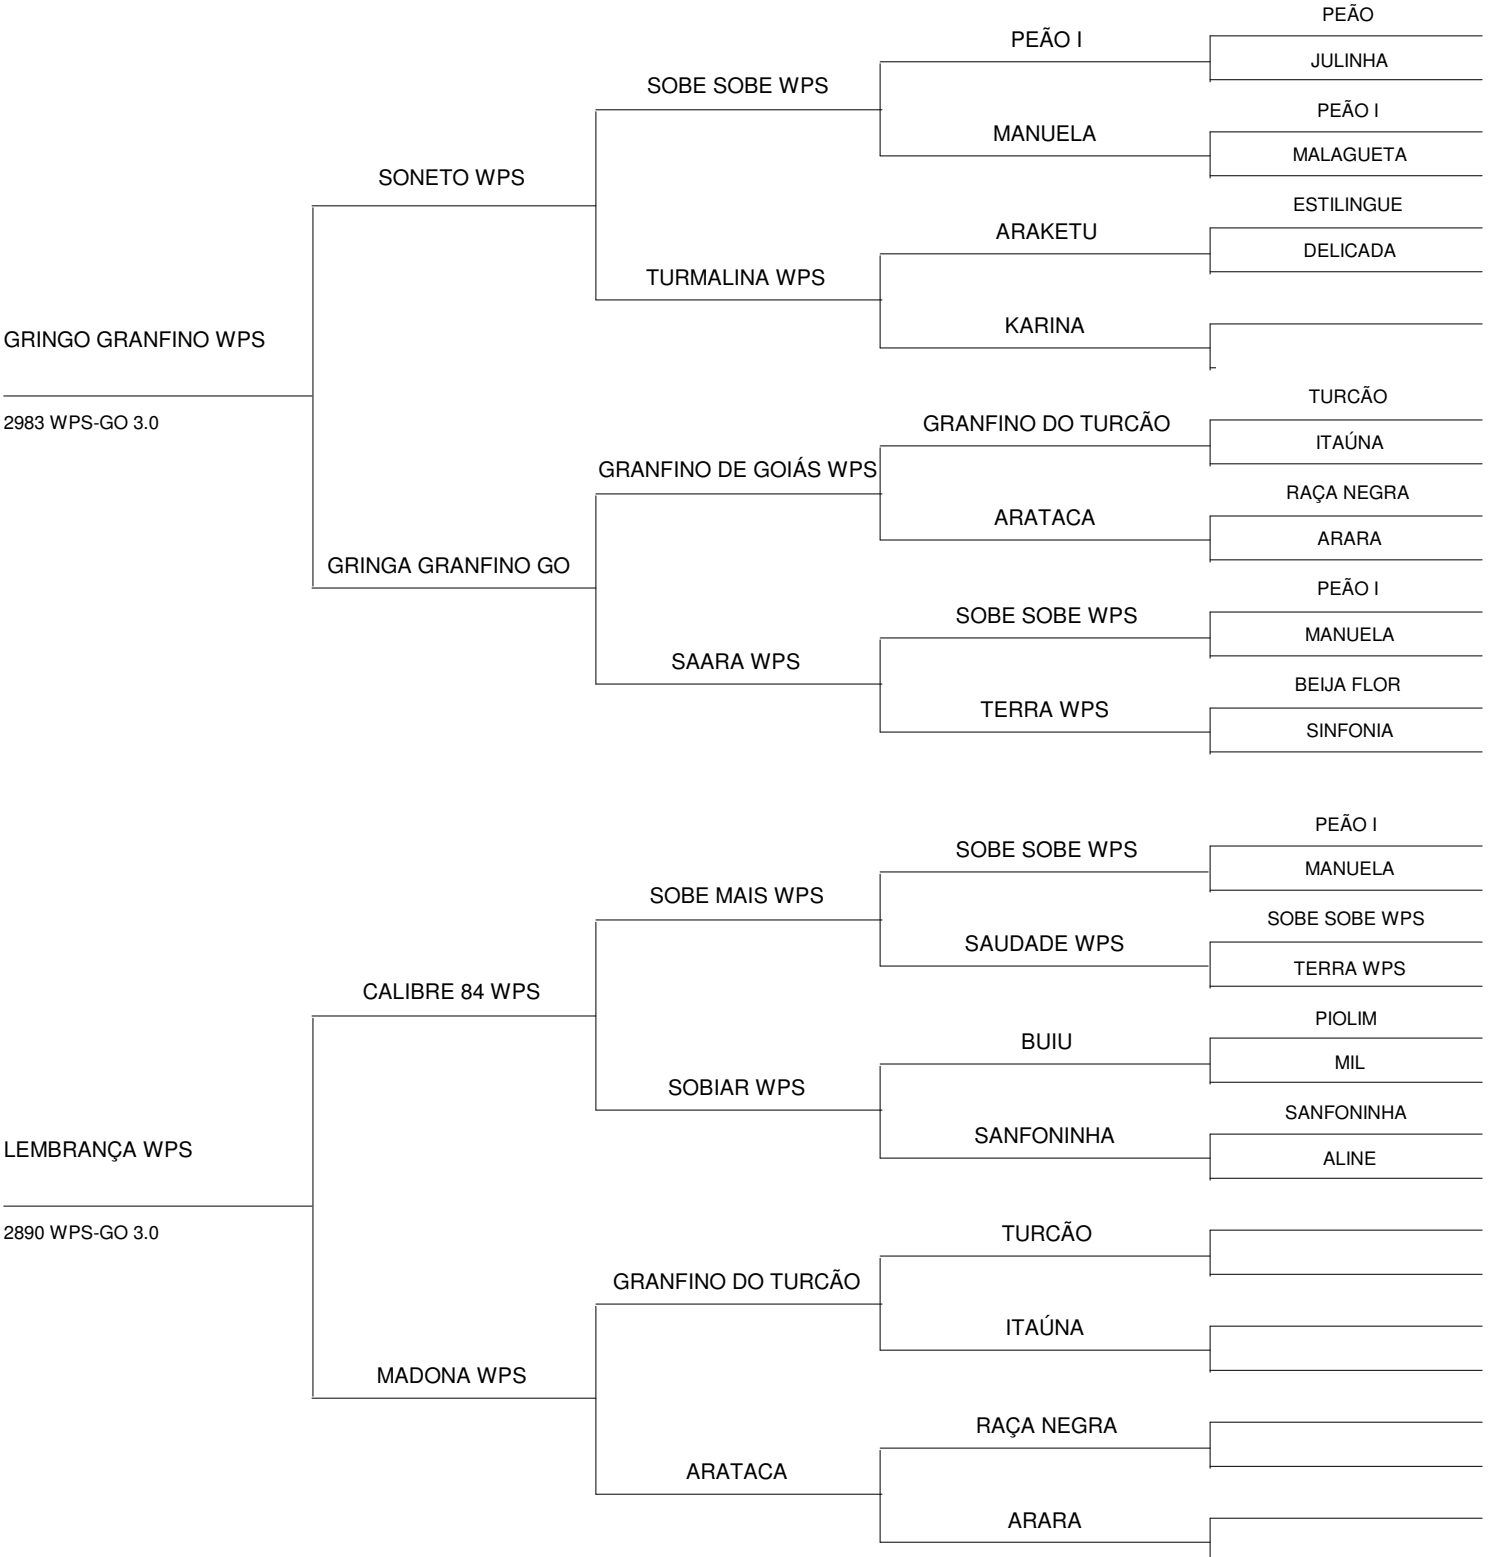 PEÃO
PEÃO I
JULINHA
SOBE SOBE WPS
PEÃO I
MANUELA
MALAGUETA
SONETO WPS
ESTILINGUE
ARAKETU
DELICADA
TURMALINA WPS
KARINA
GRINGO GRANFINO WPS
2983 WPS-GO 3.0
TURCÃO
GRANFINO DO TURCÃO
ITAÚNA
GRANFINO DE GOIÁS WPS
RAÇA NEGRA
ARATACA
ARARA
GRINGA GRANFINO GO
PEÃO I
SOBE SOBE WPS
MANUELA
SAARA WPS
BEIJA FLOR
TERRA WPS
SINFONIA
PEÃO I
SOBE SOBE WPS
MANUELA
SOBE MAIS WPS
SOBE SOBE WPS
SAUDADE WPS
TERRA WPS
CALIBRE 84 WPS
PIOLIM
BUIU
MIL
SOBIAR WPS
SANFONINHA
SANFONINHA
ALINE
LEMBRANÇA WPS
2890 WPS-GO 3.0
TURCÃO
GRANFINO DO TURCÃO
ITAÚNA
MADONA WPS
RAÇA NEGRA
ARATACA
ARARA